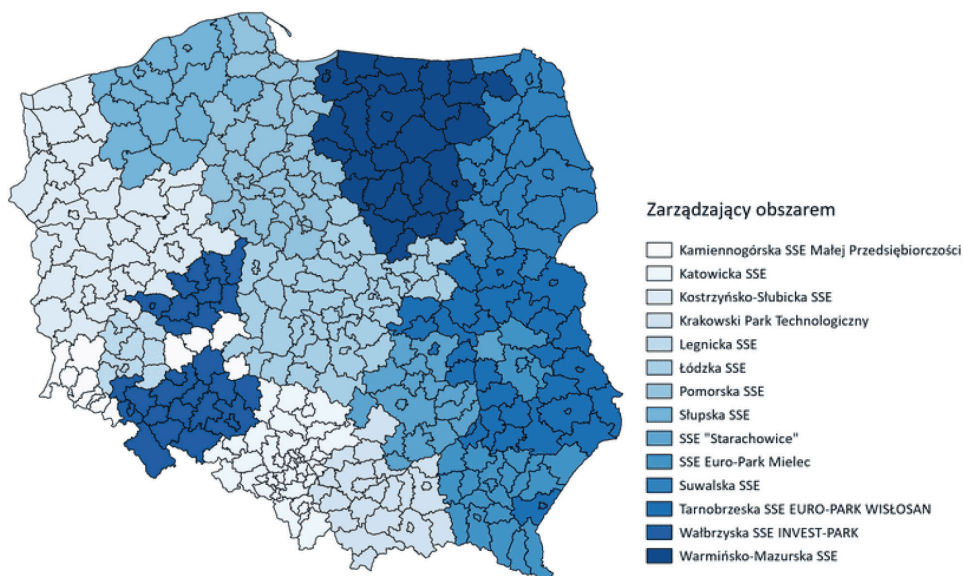 Zarządzający obszarem
Kamiennogórska SSE Małej Przedsiębiorczości
Katowicka SSE
Kostrzyńsko-Słubicka SSE
Krakowski Park Technologiczny
Legnicka SSE
Łódzka SSE
Pomorska SSE
Słupska SSE
SSE "Starachowice"
SSE Euro-Park Mielec
Suwalska SSE
Tarnobrzeska SSE EURO-PARK WISŁOSAN
Wałbrzyska SSE INVEST-PARK
Warmińsko-Mazurska SSE